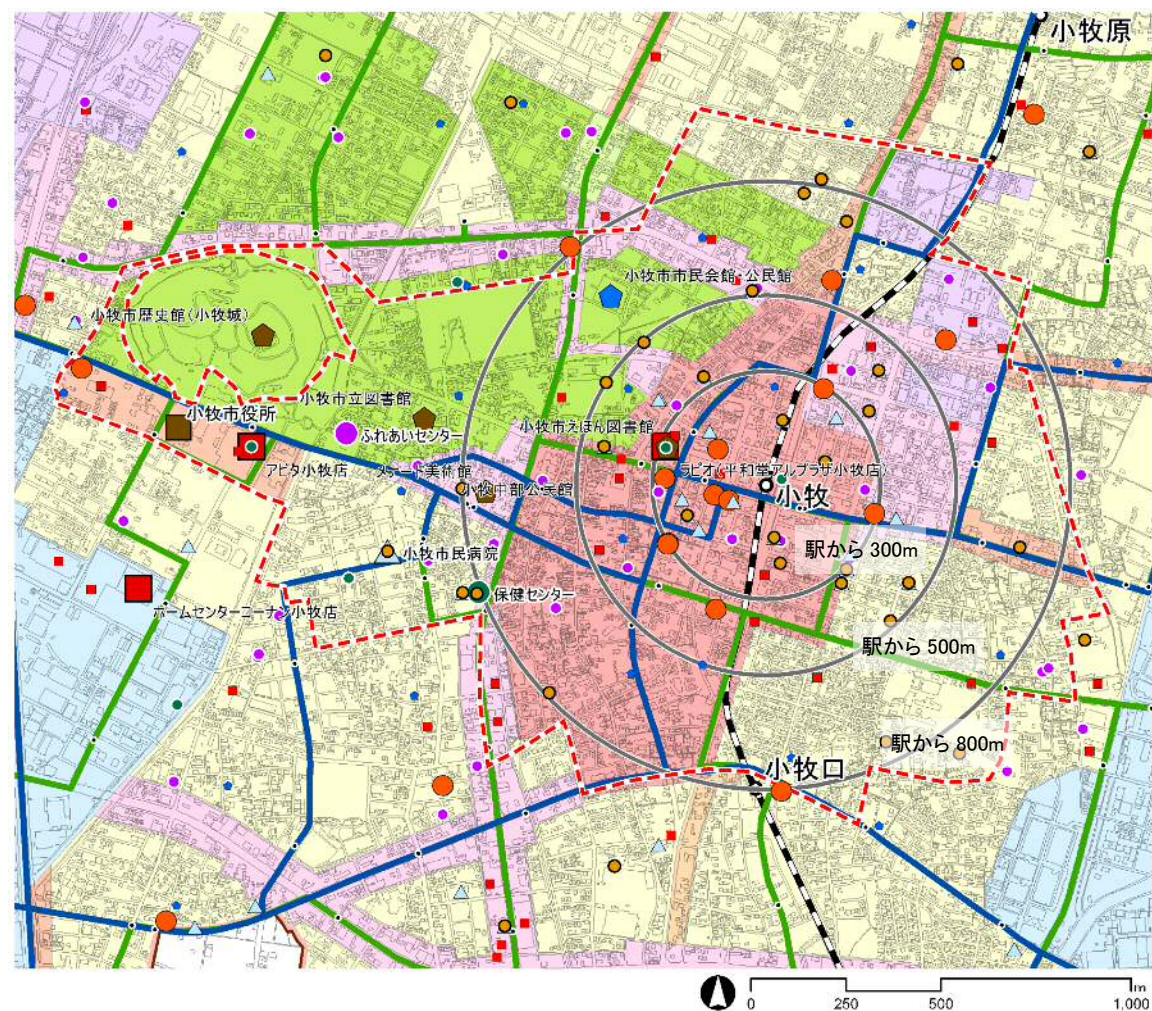 小牧原
小牧市市民会館・公民館
小牧市歴史館(小牧城)
小牧市立図書館
小牧市役所
ふれあいセンター
小牧市えほん図書館
アピタ小牧店
メナード美術館
ラピオ(平和堂アルプラザ小牧店)
小牧中部公民館
小牧
小牧市民病院
駅から 300m
保健センター
ホームセンターコーナン小牧店
駅から 500m
駅から 800m
小牧口
m
0 250 500 1,000